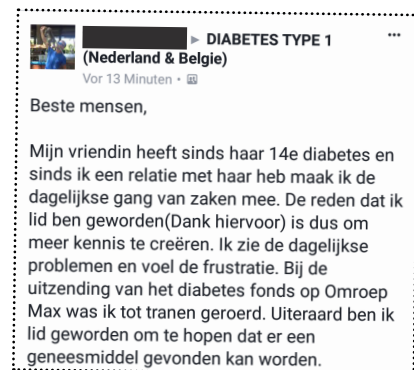 DIABETES TYPE 1
(Nederland & Belgie)
Vor 13 Minuten •
Beste mensen,
Mijn vriendin heeft sinds haar 14e diabetes en
sinds ik een relatie met haar heb maak ik de
dagelijkse gang van zaken mee. De reden dat ik
lid ben geworden(Dank hiervoor) is dus om
meer kennis te creëren. Ik zie de dagelijkse
problemen en voel de frustratie. Bij de
uitzending van het diabetes fonds op Omroep
Max was ik tot tranen geroerd. Uiteraard ben ik
lid geworden om te hopen dat er een
geneesmiddel gevonden kan worden.